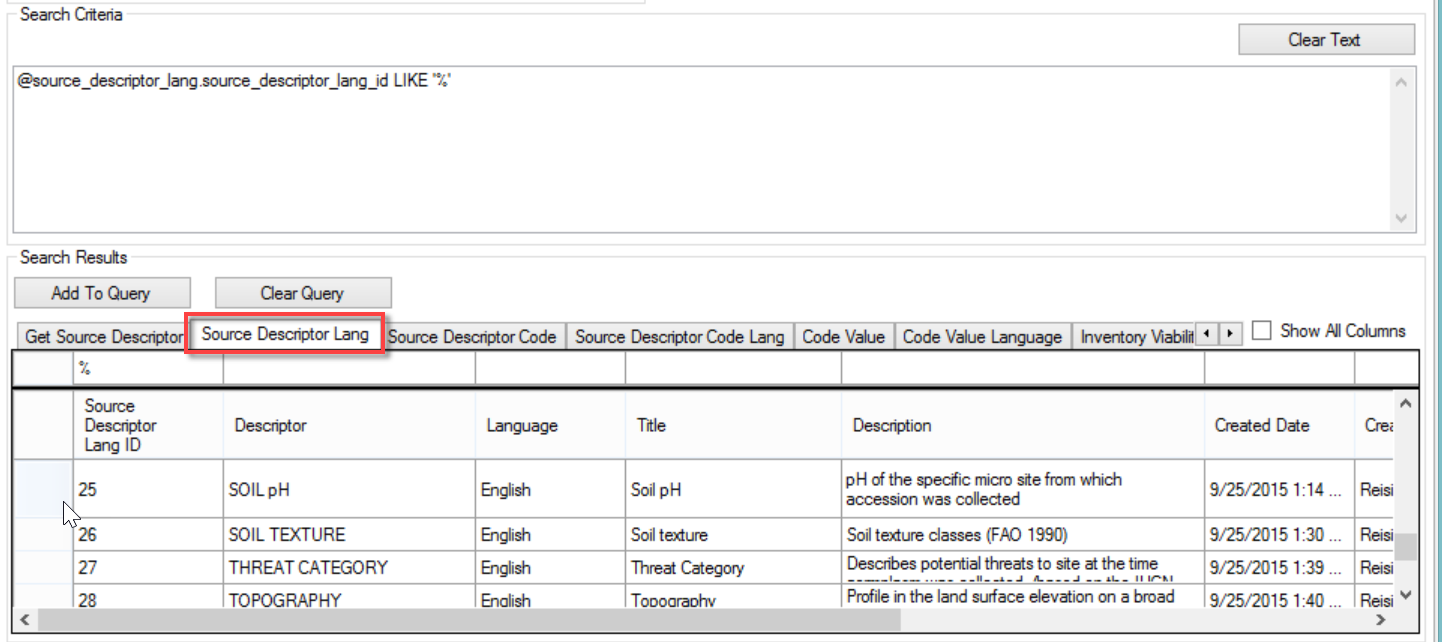 Search Criteria
Clear Text
@source_descriptor_lang.source_descriptor_lang_id LIKE '%'
Search Results
Add To Query Clear Query
Get Source Descriptor Source Descriptor Lang Source Descriptor Code Source Descriptor Code Lang Code Value Code Value Language Inventory Viabilit Show All Columns
%
Source
Descriptor
Lang ID
Descriptor Language Title Description Created Date Crea
25 SOIL pH English Soil pH pH of the specific micro site from which
accession was collected 9/25/2015 1:14 ... Reisi
26 SOIL TEXTURE English Soil texture Soil texture classes (FAO 1990) 9/25/2015 1:30 ... Reisi
27 THREAT CATEGORY English Threat Category Describes potential threats to site at the time
9/25/2015 1:39 ... Reisi
28 TOPOGRAPHY English Topography Profile in the land surface elevation on a broad 9/25/2015 1:40 ... Reisi